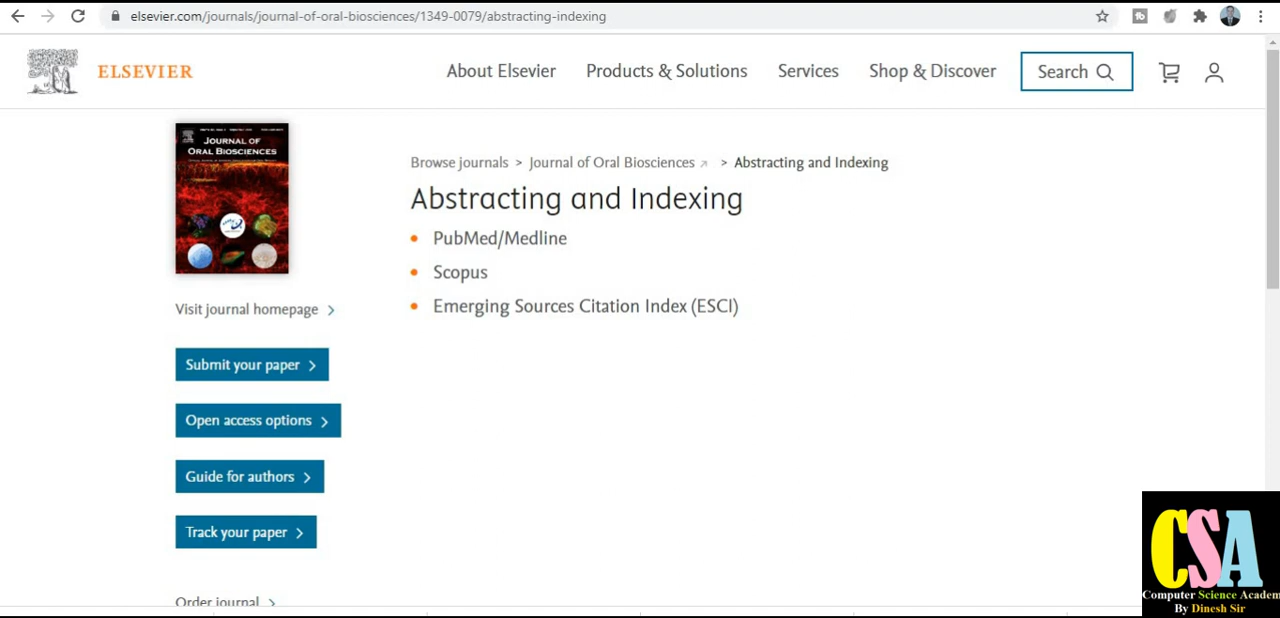 elsevier.com/journals/journal-of-oral-biosciences/1349-0079/abstracting-indexing
ELSEVIER
About Elsevier
Products & Solutions
Services
Shop & Discover
Search
JOURNAL OF
ORAL BIOSCIENCES
Browse journals > Journal of Oral Biosciences > Abstracting and Indexing
Abstracting and Indexing
PubMed/Medline
Scopus
Emerging Sources Citation Index (ESCI)
Visit journal homepage >
Submit your paper >
Open access options >
Guide for authors >
Track your paper >
Order journal >
CSA
Computer Science Academ
By Dinesh Sir